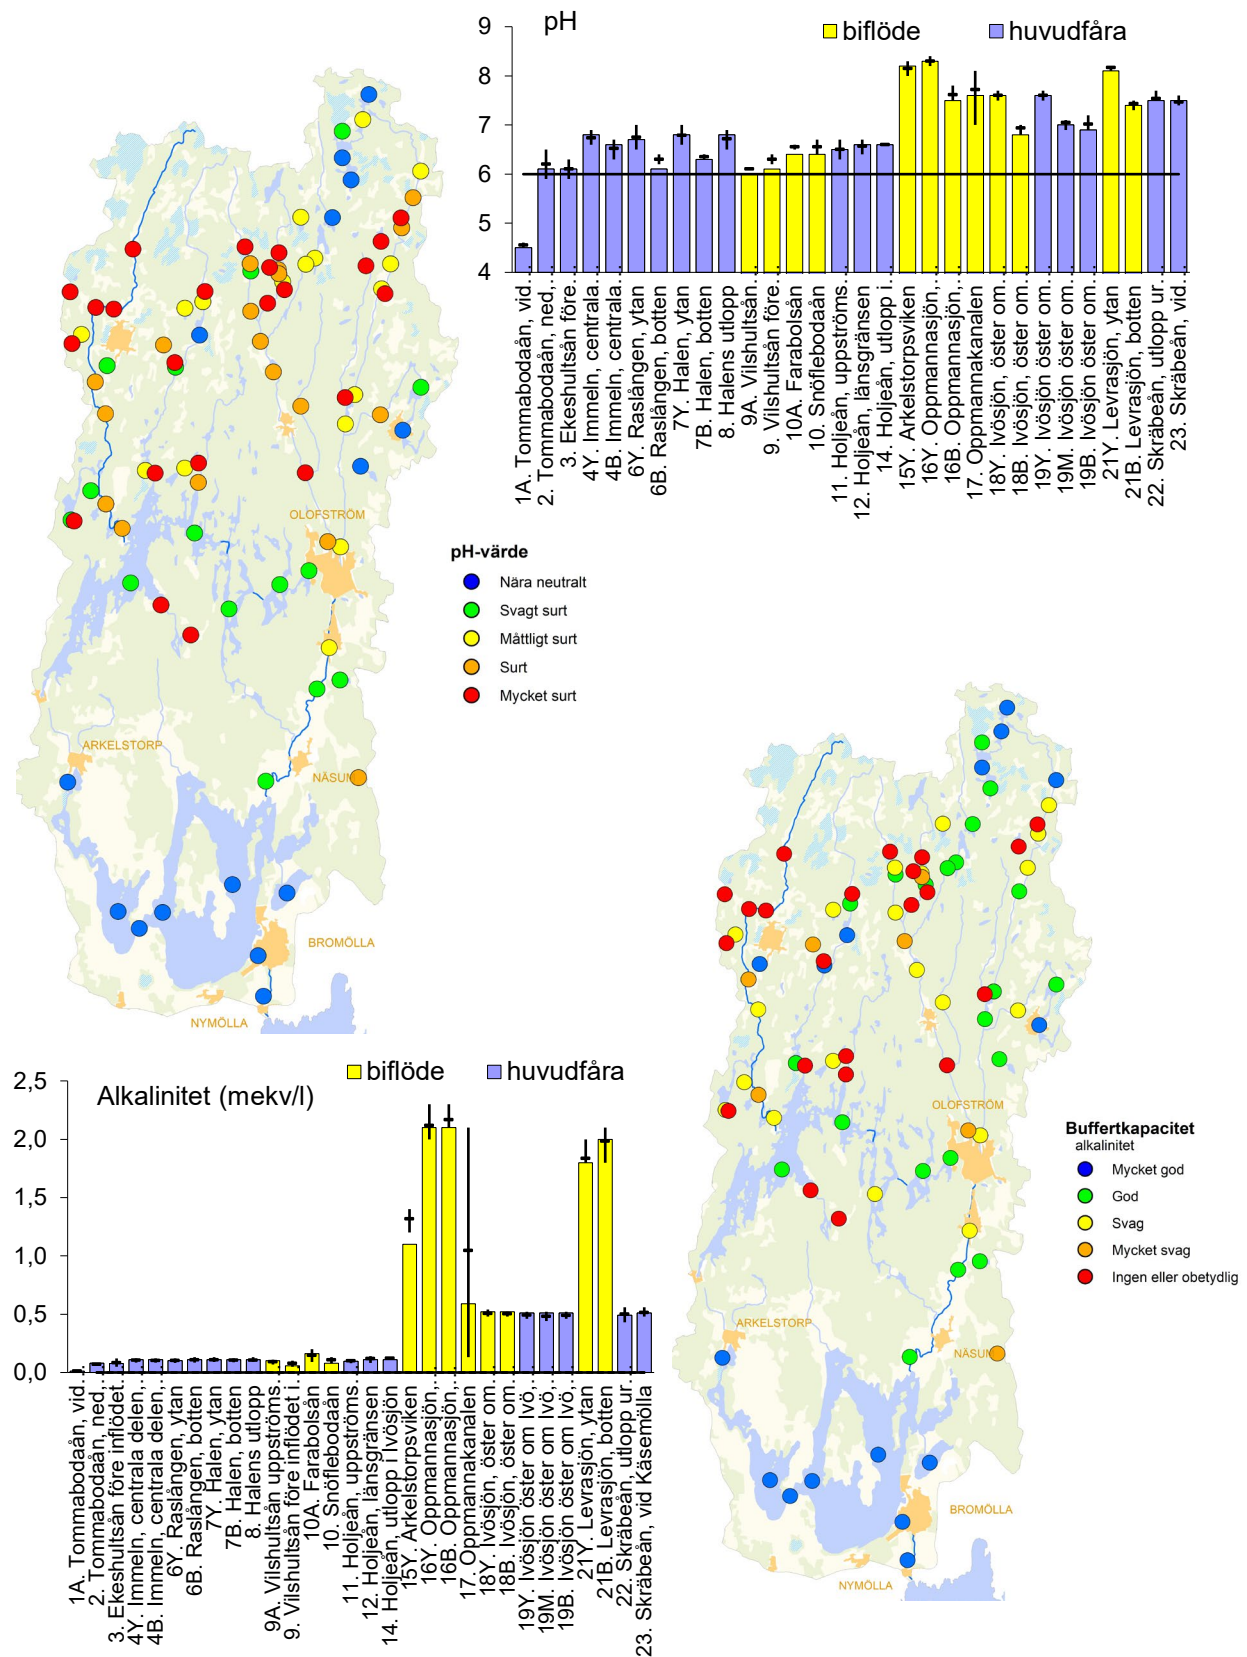 pH
biflöde
huvudfåra
9
8
7
6
5
4
1A. Tommabodaån, vid.
2. Tommabodaån, ned,
3. Ekeshultsån före.
4Y. Immeln, centrala.
4B. Immeln, centrala.
6Y. Raslången, ytan
6B. Raslången, botten
7Y. Halen, ytan
7B. Halen, botten
8. Halens utlopp
9A. Vilshultsån.
9. Vilshultsån före.
10A. Farabolsån
10. Snöflebodaån
11. Holjeån, uppströms.
12. Holjeån, länsgränsen
14. Holjeån, utlopp i.
15Y. Arkelstorpsviken
16Y. Oppmannasjön,
16B. Oppmannasjön,
17. Oppmannakanalen
18Y. Ivösjön, öster om.
18B. Ivösjön, öster om.
19Y. Ivösjön öster om.
19M. Ivösjön öster om.
19B. Ivösjön öster om.
21Y. Levrasjön, ytan
21B. Levrasjön, botten
22. Skräbeån, utlopp ur.
23. Skräbeån, vid.
OLOFSTRÖM
ARKELSTORP
NÄSUM
BROMÖLLA
NYMÖLLA
pH-värde
Nära neutralt
Svagt surt
Måttligt surt
Surt
Mycket surt
Alkalinitet (mekv/l)
biflöde
huvudfåra
2,5
2,0
1,5
1,0
0,5
0,0
1A. Tommabodaån, vid.
2. Tommabodaån, ned,
3. Ekeshultsån före inflödet.
4Y. Immeln, centrala delen,
4B. Immeln, centrala delen,
6Y. Raslången, ytan
6B. Raslången, botten
7Y. Halen, ytan
7B. Halen, botten
8. Halens utlopp
9A. Vilshultsån uppströms.
9. Vilshultsån före inflödet i.
10A. Farabolsån
10. Snöflebodaån
11. Holjeån, uppströms.
12. Holjeån, länsgränsen
14. Holjeån, utlopp i Ivösjön
15Y. Arkelstorpsviken
16Y. Oppmannasjön,
16B. Oppmannasjön,
17. Oppmannakanalen
18Y. Ivösjön, öster om.
18B. Ivösjön, öster om.
19Y. Ivösjön öster om Ivö,
19M. Ivösjön öster om Ivö,
19B. Ivösjön öster om Ivö,
21Y. Levrasjön, ytan
21B. Levrasjön, botten
22. Skräbeån, utlopp ur.
23. Skräbeån, vid Käsemölla
OLOFSTRÖM
ARKELSTORP
NÄSUM
BROMÖLLA
NYMÖLLA
Buffertkapacitet
alkalinitet
Mycket god
God
Svag
Mycket svag
Ingen eller obetydlig